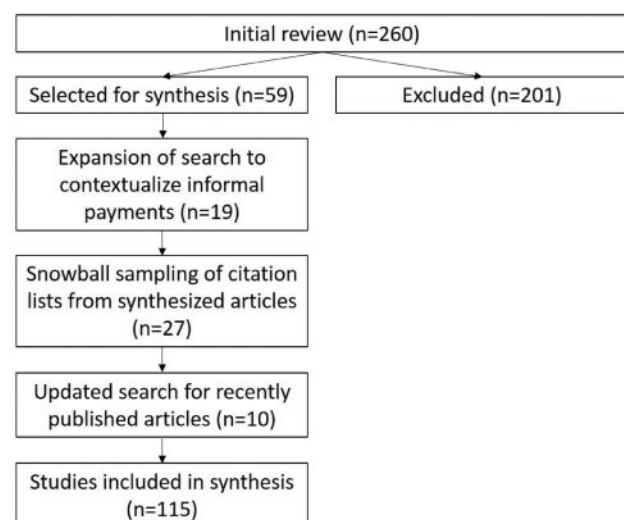 Initial review (n=260)
Selected for synthesis (n=59)
Excluded (n=201)
Expansion of search to
contextualize informal
payments (n=19)
Snowball sampling of citation
lists from synthesized articles
(n=27)
Updated search for recently
published articles (n=10)
Studies included in synthesis
(n=115)